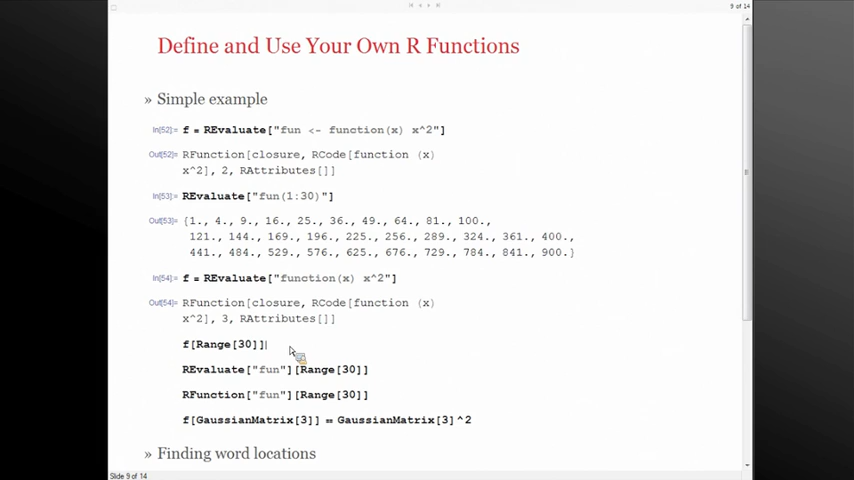 9 of 14
Define and Use Your Own R Functions
» Simple example
In[52]:= f = REvaluate["fun <- function(x) x^2"]
Out[52]= RFunction[closure, RCode[function (x)
x^2], 2, RAttributes[]]
In[53]:= REvaluate["fun(1:30)"]
Out[53]= {1., 4., 9., 16., 25., 36., 49., 64., 81., 100.,
121., 144., 169., 196., 225., 256., 289., 324., 361., 400.,
441., 484., 529., 576., 625., 676., 729., 784., 841., 900.}
In[54]:= f = REvaluate["function(x) x^2"]
Out[54]= RFunction[closure, RCode[function (x)
x^2], 3, RAttributes[]]
f[Range[30]]
REvaluate["fun"][Range[30]]
RFunction["fun"][Range[30]]
f[GaussianMatrix[3]] == GaussianMatrix[3]^2
» Finding word locations
Slide 9 of 14